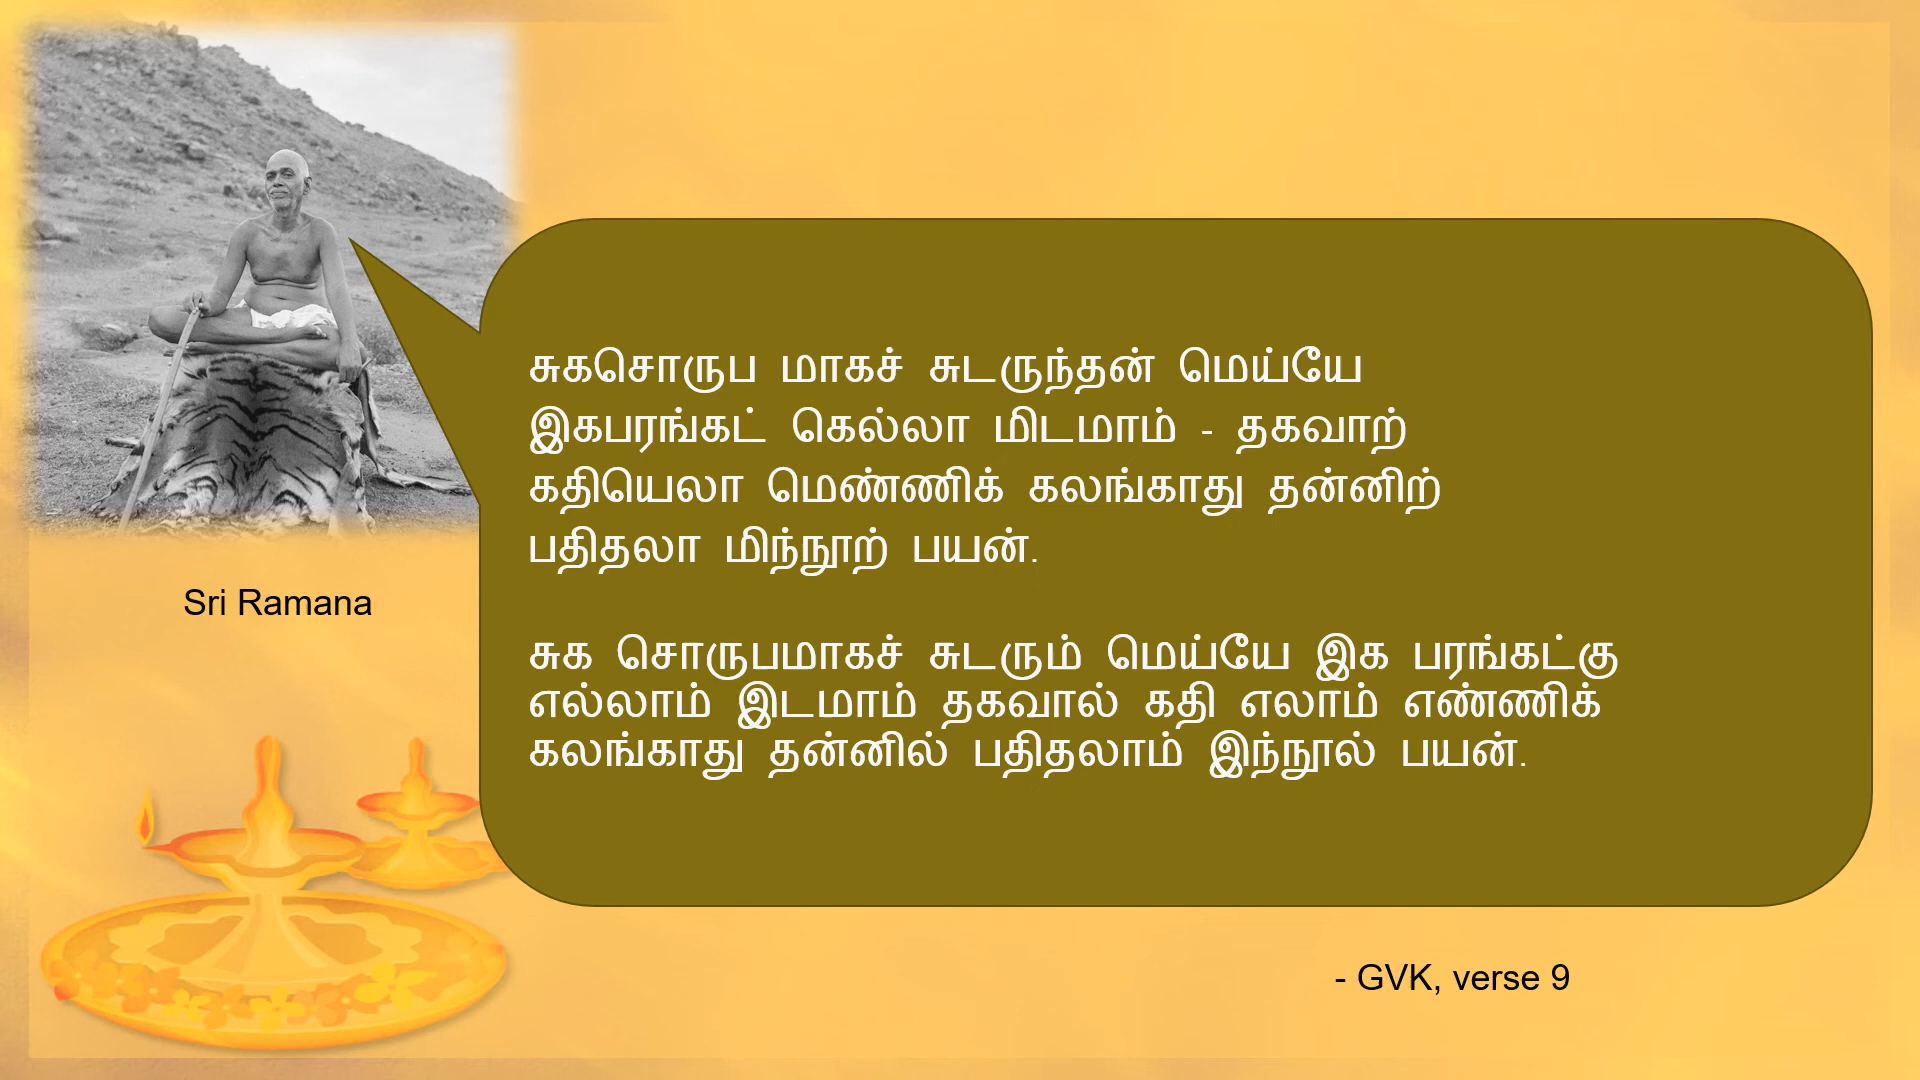 சுகசொருப மாகச் சுடருந்தன் மெய்யே
இகபரங்கட் கெல்லா மிடமாம் - தகவாற்
கதியெலா மெண்ணிக் கலங்காது தன்னிற்
பதிதலா மிந்நூற் பயன்.
சுக சொருபமாகச் சுடரும் மெய்யே இக பரங்கட்கு
எல்லாம் இடமாம் தகவால் கதி எலாம் எண்ணிக்
கலங்காது தன்னில் பதிதலாம் இந்நூல் பயன்.
Sri Ramana
- GVK, verse 9